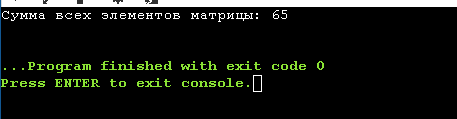 Сумма всех элементов матрицы: 65
...Program finished with exit code 0
Press ENTER to exit console.